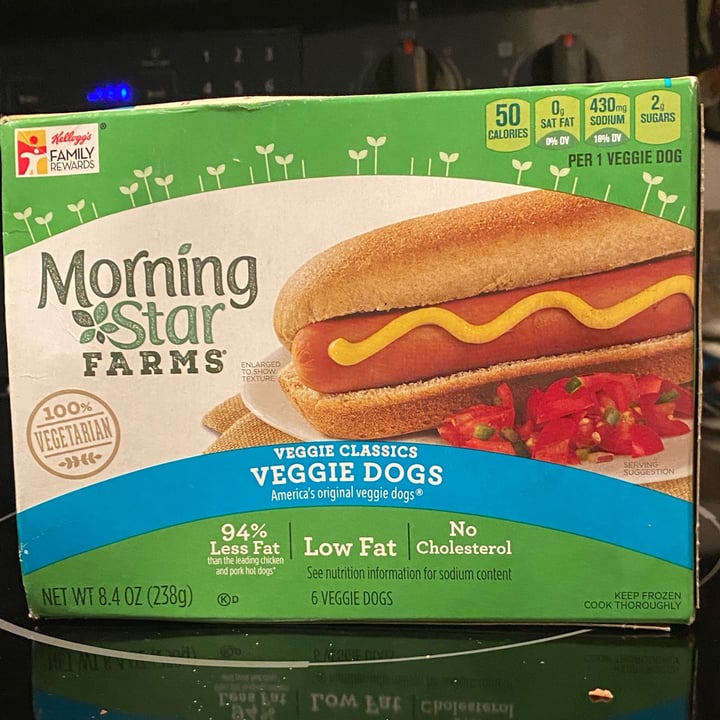 Kellogg's®
FAMILY
REWARDS
50
CALORIES
0g
SAT FAT
0% DV
430mg
SODIUM
18% DV
2g
SUGARS
PER 1 VEGGIE DOG
Morning
Star
FARMS®
ENLARGED
TO SHOW
TEXTURE
100%
VEGETARIAN
VEGGIE CLASSICS
VEGGIE DOGS
America's original veggie dogs®
SERVING
SUGGESTION
94%
Less Fat
than the leading chicken
and pork hot dogs*
Low Fat
No
Cholesterol
See nutrition information for sodium content
NET WT 8.4 OZ (238g)
K D
6 VEGGIE DOGS
KEEP FROZEN
COOK THOROUGHLY